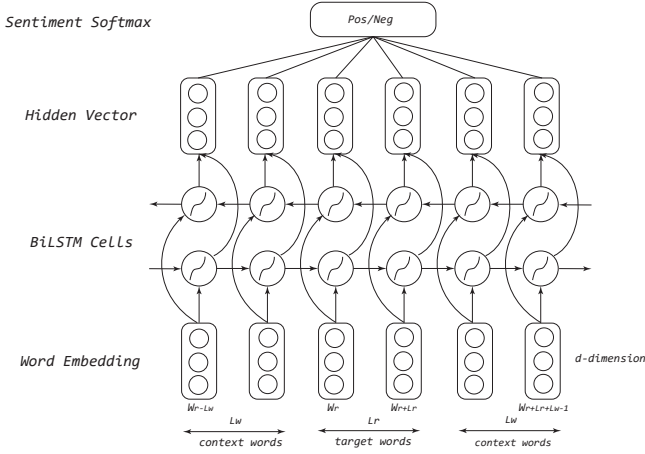 Sentiment Softmax
Pos/Neg
Hidden Vector
BiLSTM Cells
Word Embedding
d-dimension
Wr-Lw
Wr
Wr+Lr
Wr+Lr+Lw-1
Lw
Lr
Lw
context words
target words
context words